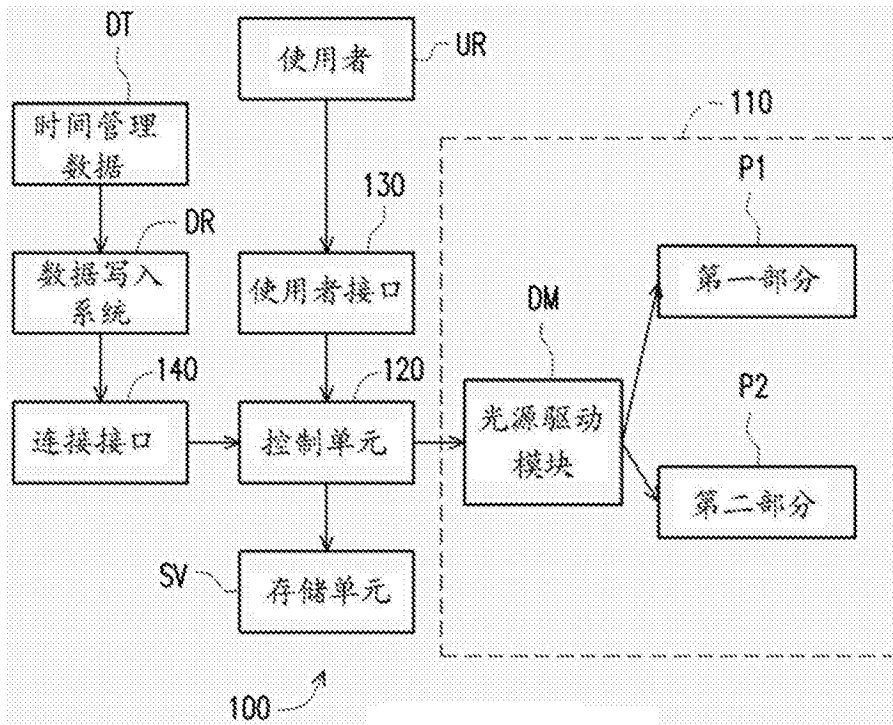 DT
使用者
UR
110
时间管理
数据
130
P1
DR
数据写入
系统
使用者接口
DM
第一部分
140
120
P2
连接接口
控制单元
光源驱动
模块
第二部分
SV
存储单元
100